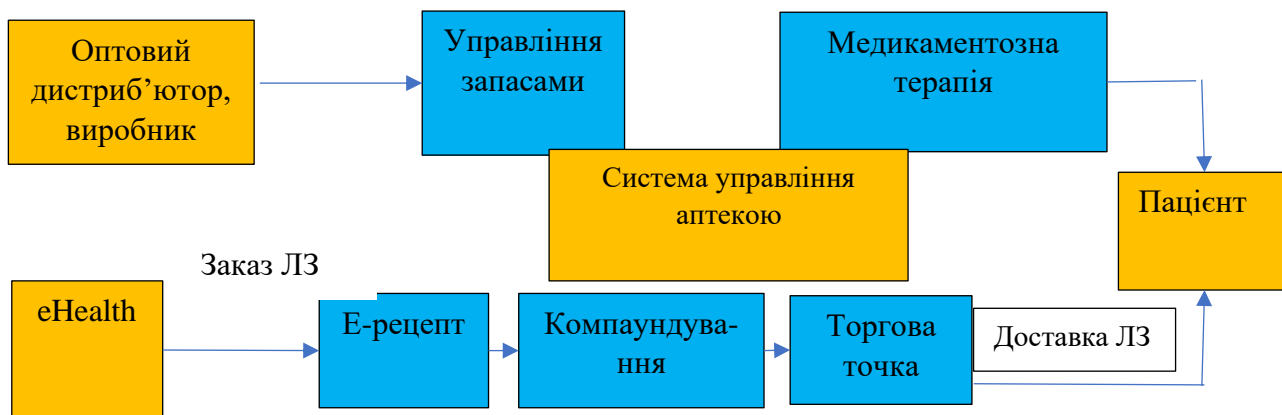 Оптовий
дистриб’ютор,
виробник
Управління
запасами
Медикаментозна
терапія
Система управління
аптекою
Пацієнт
Заказ ЛЗ
eHealth
Е-рецепт
Компаундува-
ння
Торгова
точка
Доставка ЛЗ